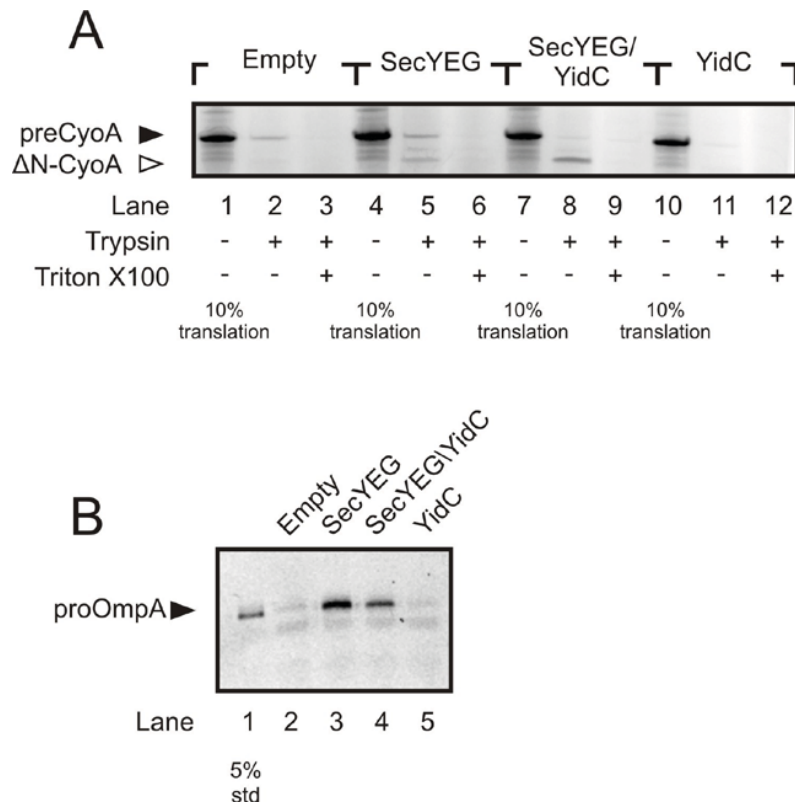 A
Empty SecYEG SecYEG/ YidC
YidC
preCyoA
ΔN-CyoA
Lane 1 2 3 4 5 6 7 8 9 10 11 12
Trypsin - + + - + + - + + - + +
Triton X100 - - + - - + - - + - - +
10% 10% 10% 10%
translation translation translation translation
B
Empty SecYEG SecYEG\YidC YidC
proOmpA
Lane 1 2 3 4 5
5%
std